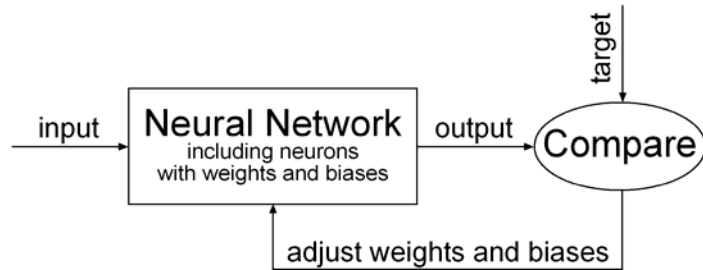 target
input
Neural Network
including neurons
with weights and biases
output
Compare
adjust weights and biases